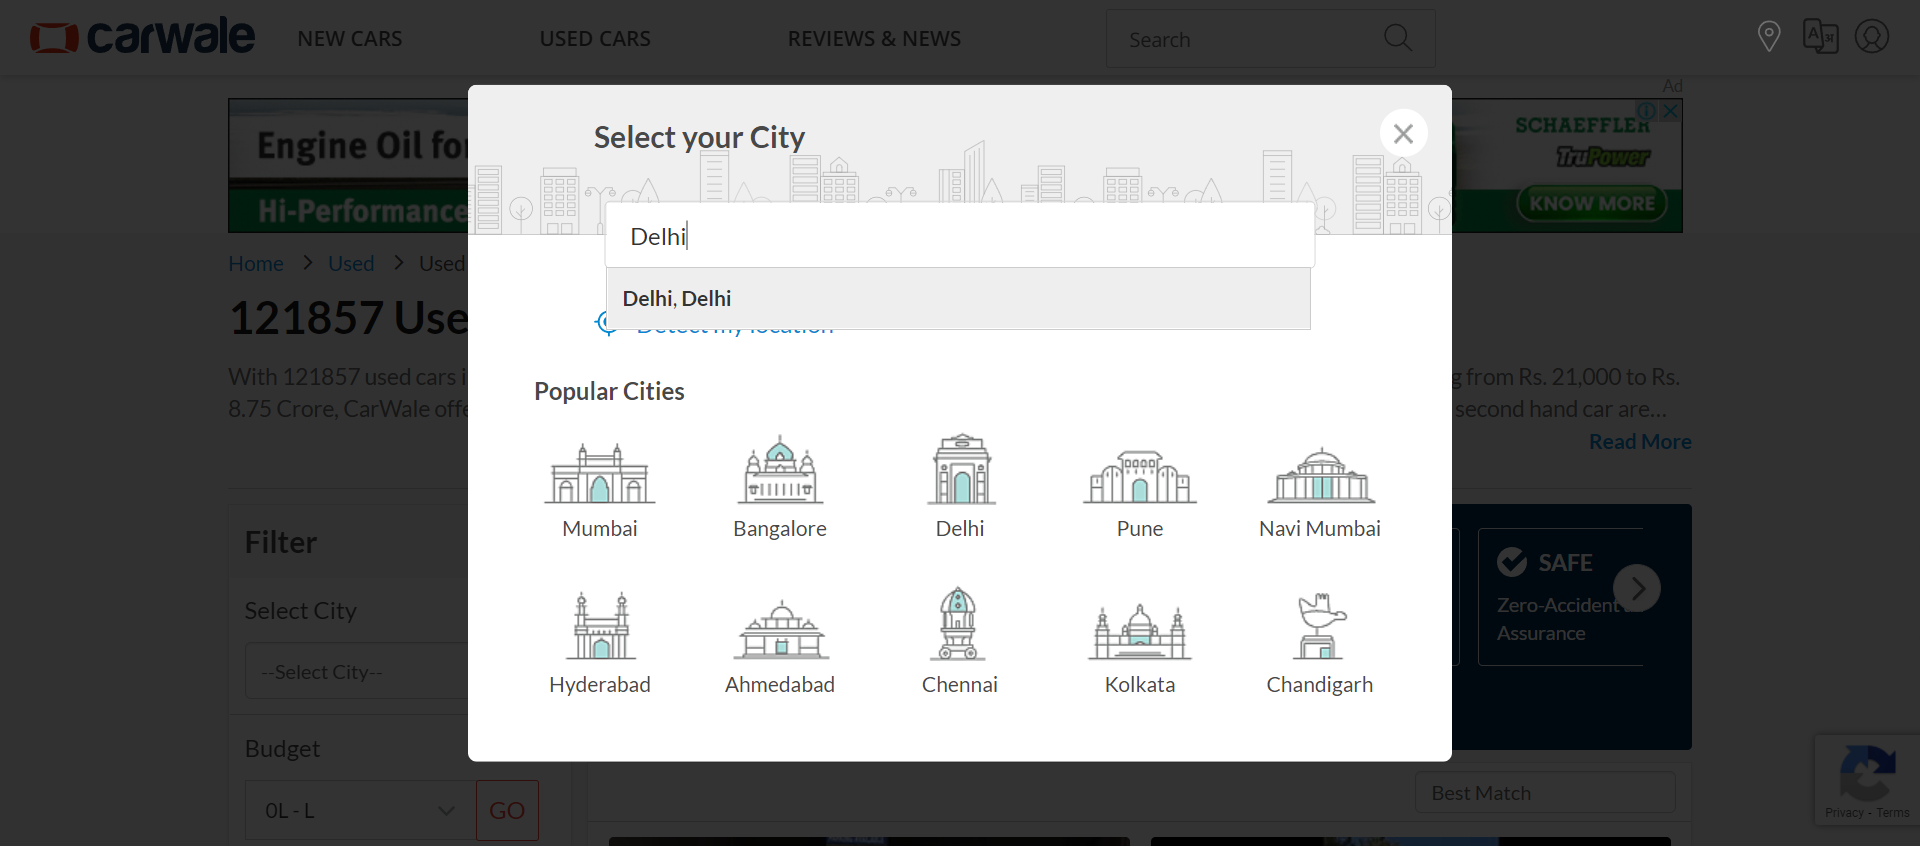 carwale
NEW CARS
USED CARS
REVIEWS & NEWS
Search
Ad
Engine Oil for
Hi-Performance
SCHAEFFLER
TruPower
KNOW MORE
Select your City
Delhi
Delhi, Delhi
Detect my location
Home
Used
Used
121857 Use
With 121857 used cars i
g from Rs. 21,000 to Rs.
8.75 Crore, CarWale offe
second hand car are...
Read More
Popular Cities
Mumbai
Bangalore
Delhi
Pune
Navi Mumbai
Hyderabad
Ahmedabad
Chennai
Kolkata
Chandigarh
Filter
Select City
--Select City--
Budget
0L - L
GO
SAFE
Zero-Accident
Assurance
Best Match
Privacy - Terms